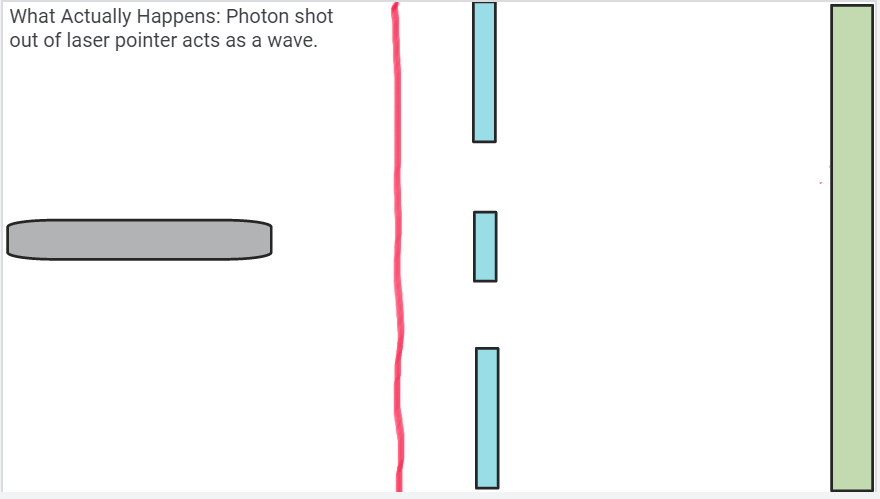 What Actually Happens: Photon shot
out of laser pointer acts as a wave.